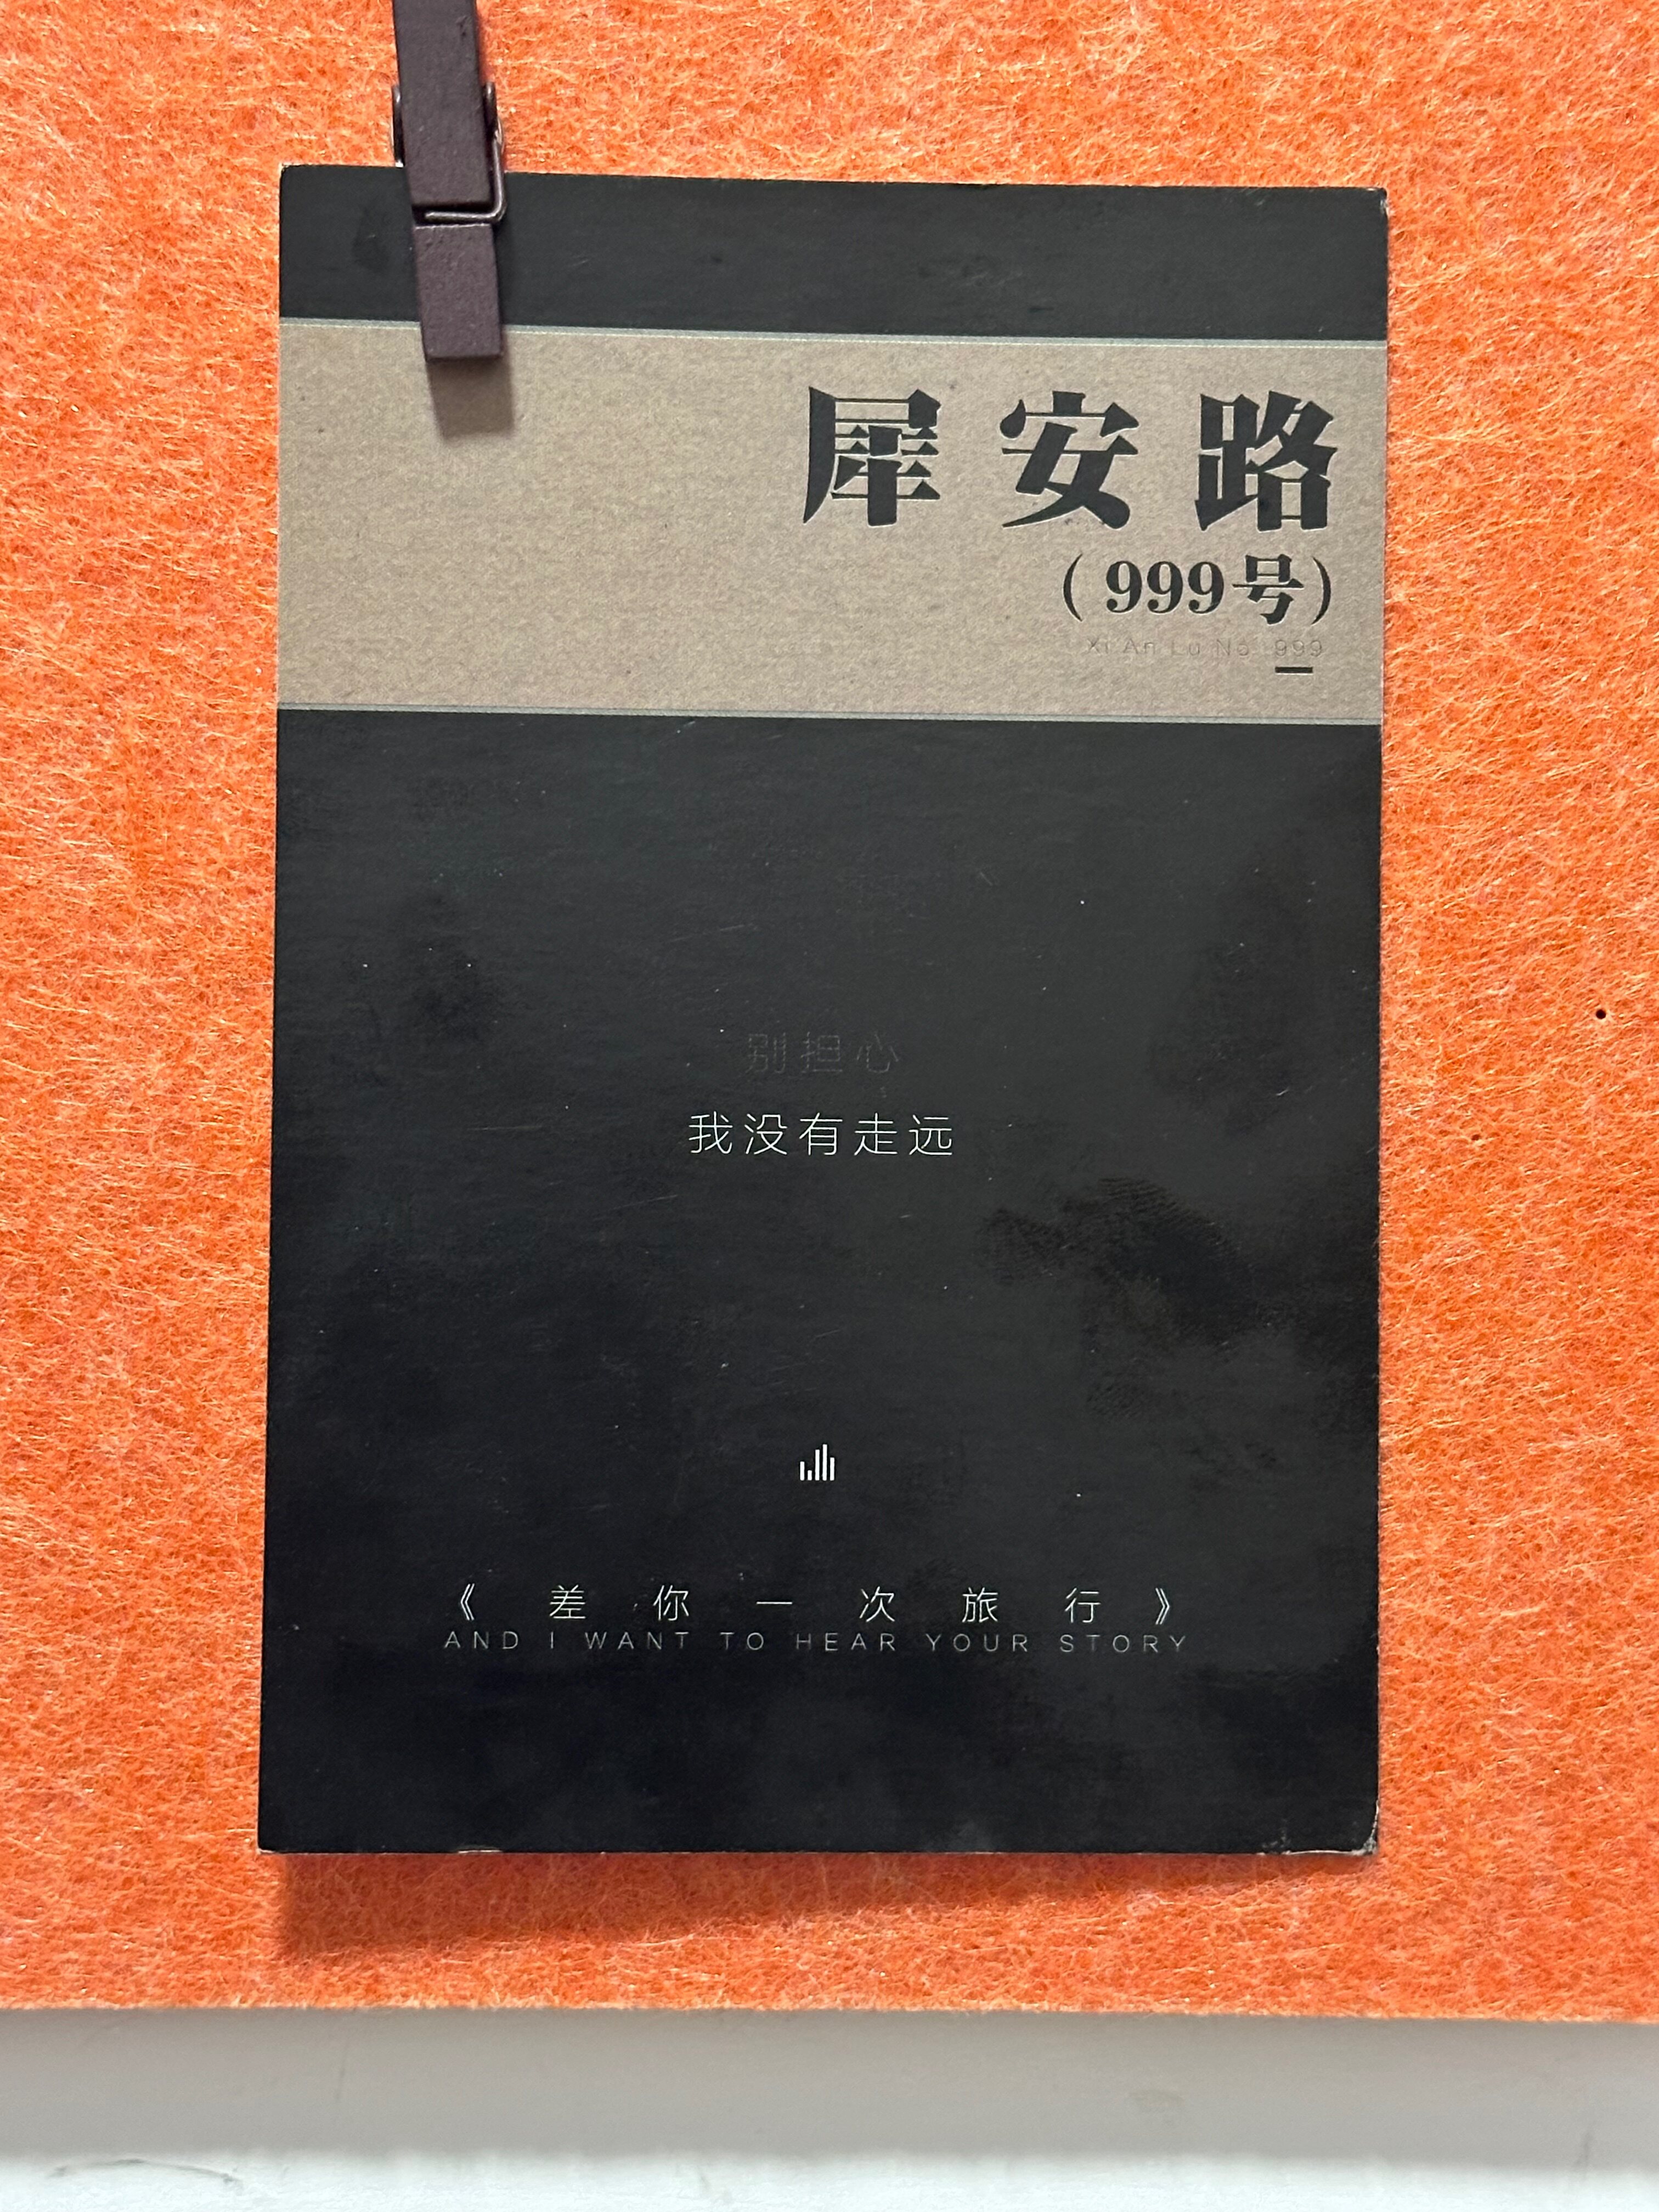 犀安路
(999号)
Xi An Lu No.999
别担心
我没有走远
《差你一次旅行》
AND I WANT TO HEAR YOUR STORY